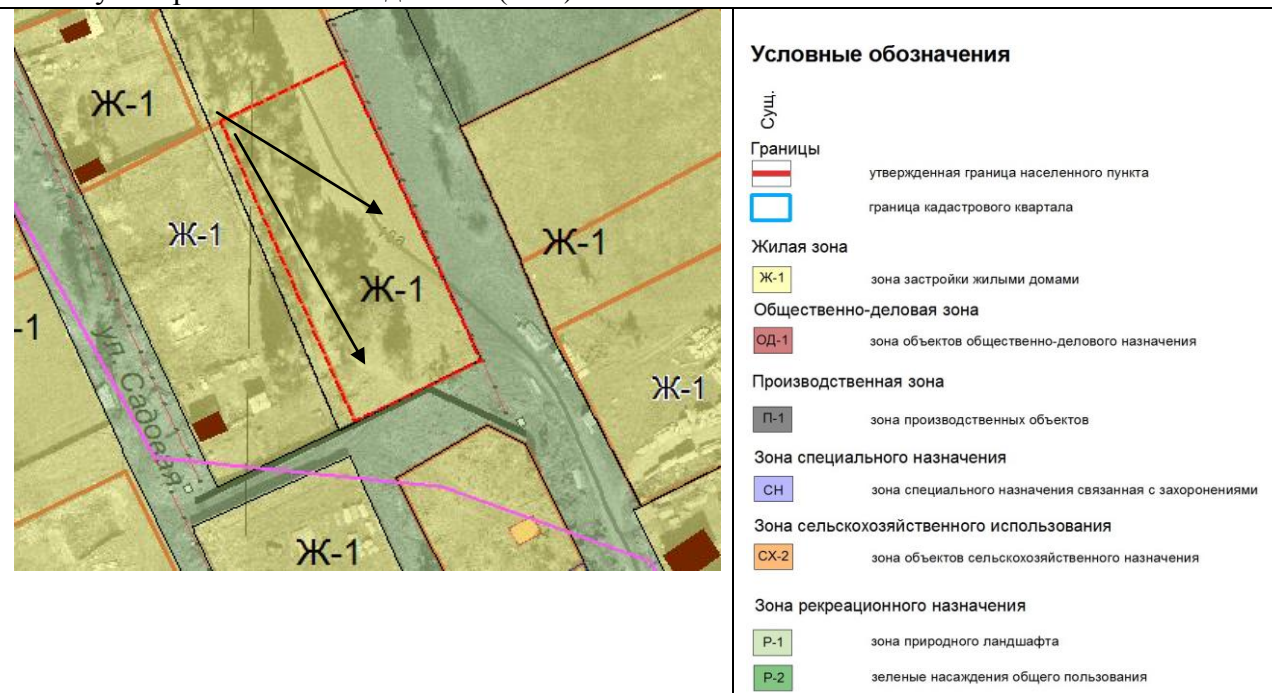 Ж-1
Ж-1
Ж-1
Ж-1
-1
Ж-1
Ж-1
ул. Садовая
Условные обозначения
Сущ.
Границы
утвержденная граница населенного пункта
граница кадастрового квартала
Жилая зона
Ж-1 зона застройки жилыми домами
Общественно-деловая зона
ОД-1 зона объектов общественно-делового назначения
Производственная зона
П-1 зона производственных объектов
Зона специального назначения
СН зона специального назначения связанная с захоронениями
Зона сельскохозяйственного использования
СХ-2 зона объектов сельскохозяйственного назначения
Зона рекреационного назначения
Р-1 зона природного ландшафта
Р-2 зеленые насаждения общего пользования